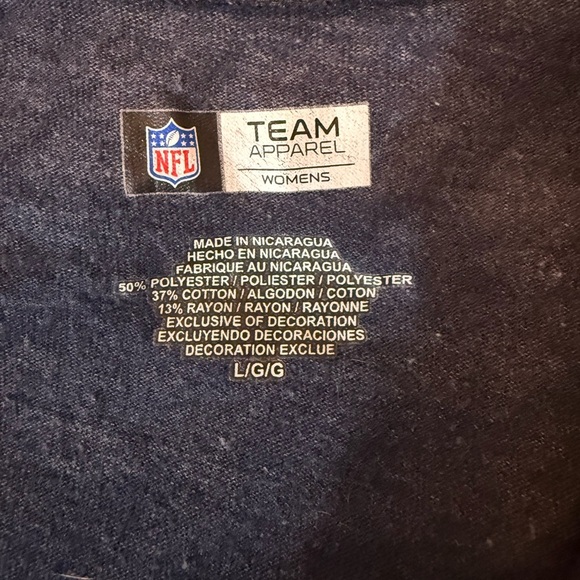 NFL
TEAM
APPAREL
WOMENS
MADE IN NICARAGUA
HECHO EN NICARAGUA
FABRIQUE AU NICARAGUA
50% POLYESTER / POLIESTER / POLYESTER
37% COTTON / ALGODON / COTON
13% RAYON / RAYON / RAYONNE
EXCLUSIVE OF DECORATION
EXCLUYENDO DECORACIONES
DECORATION EXCLUE
L/G/G